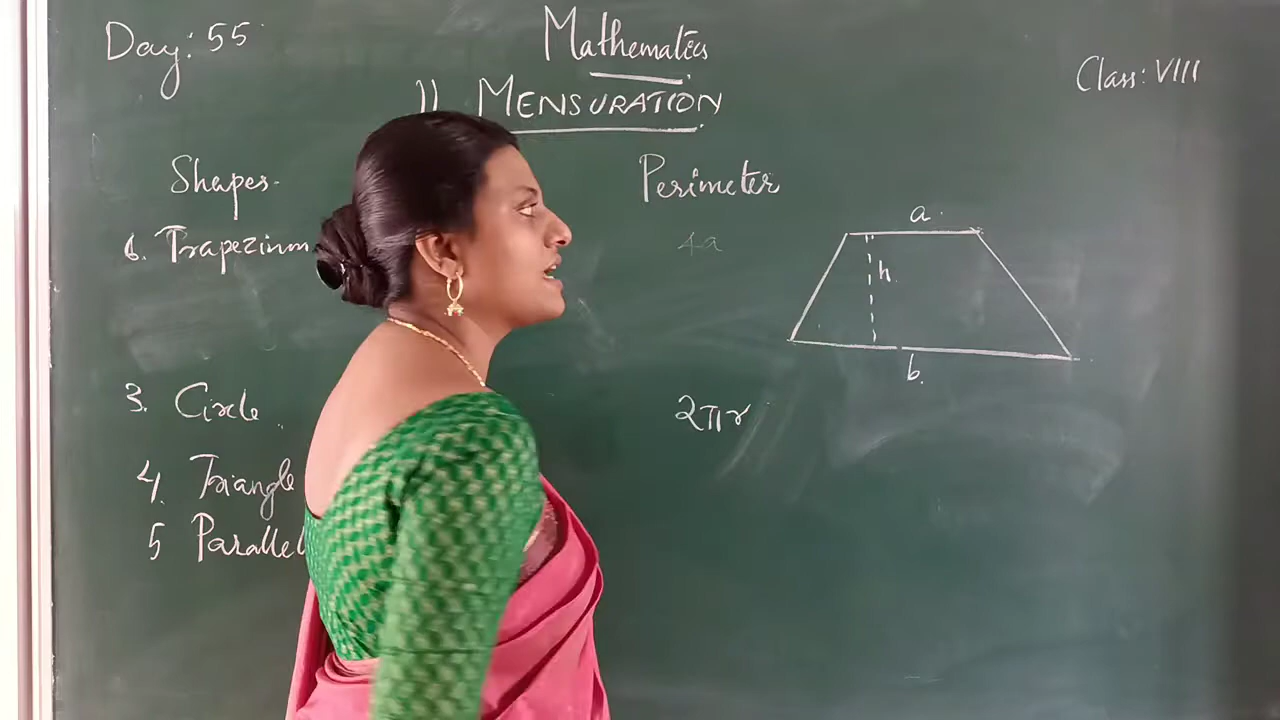 Day: 55
Mathematics
Class: VIII
11 MENSURATION
Shapes
Perimeter
a
6. Trapezium
4a
h
b
3. Circle
2πr
4 Triangle
5 Parallel